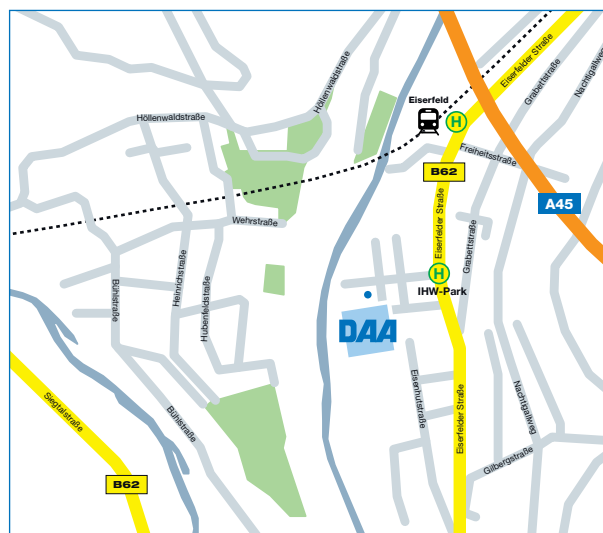 Eiserfelder Straße
Grabettstraße
Nachtigallweg
Höllenwaldstraße
Eiserfeld
H
Höllenwaldstraße
Freiheitsstraße
B62
A45
Wehrstraße
Eiserfelder Straße
Grabettstraße
H
IHW-Park
Bühlstraße
Heinrichstraße
Hubenfeldstraße
DAA
Eisenhutstraße
Eiserfelder Straße
Nachtigallweg
Siegtalstraße
Bühlstraße
Gilbergstraße
B62